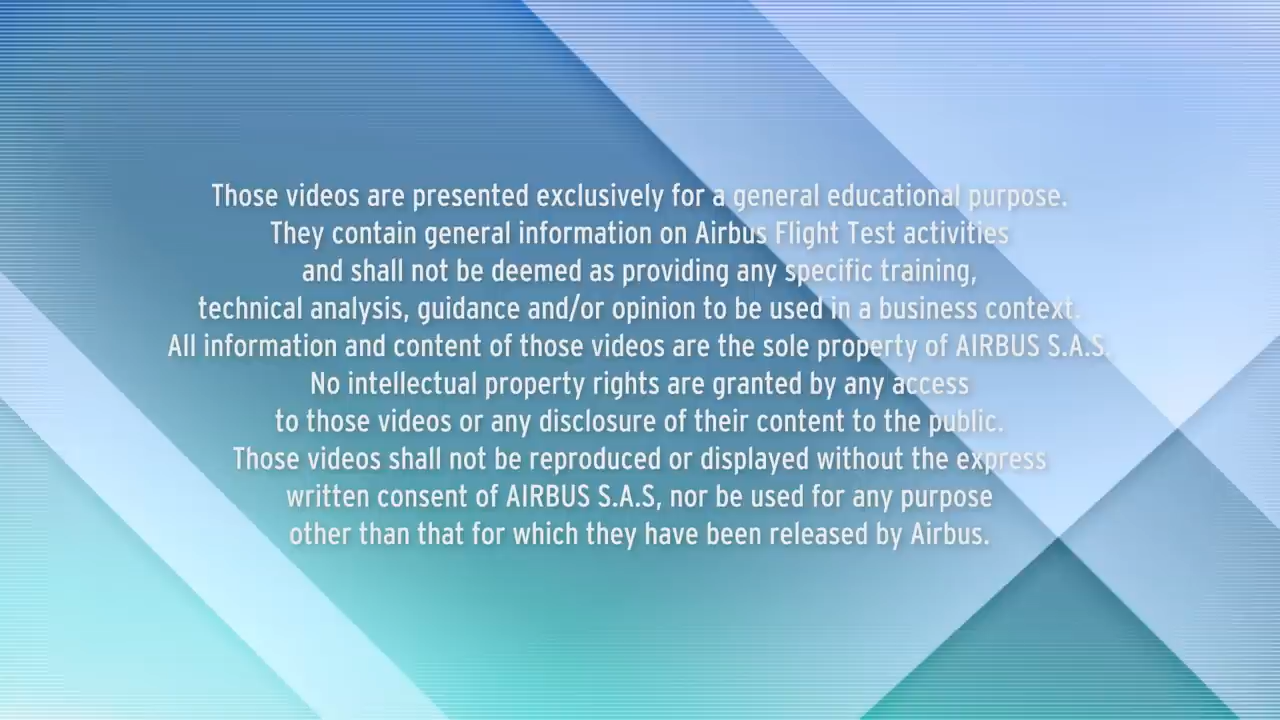 Those videos are presented exclusively for a general educational purpose.
They contain general information on Airbus Flight Test activities
and shall not be deemed as providing any specific training,
technical analysis, guidance and/or opinion to be used in a business context.
All information and content of those videos are the sole property of AIRBUS S.A.S.
No intellectual property rights are granted by any access
to those videos or any disclosure of their content to the public.
Those videos shall not be reproduced or displayed without the express
written consent of AIRBUS S.A.S, nor be used for any purpose
other than that for which they have been released by Airbus.